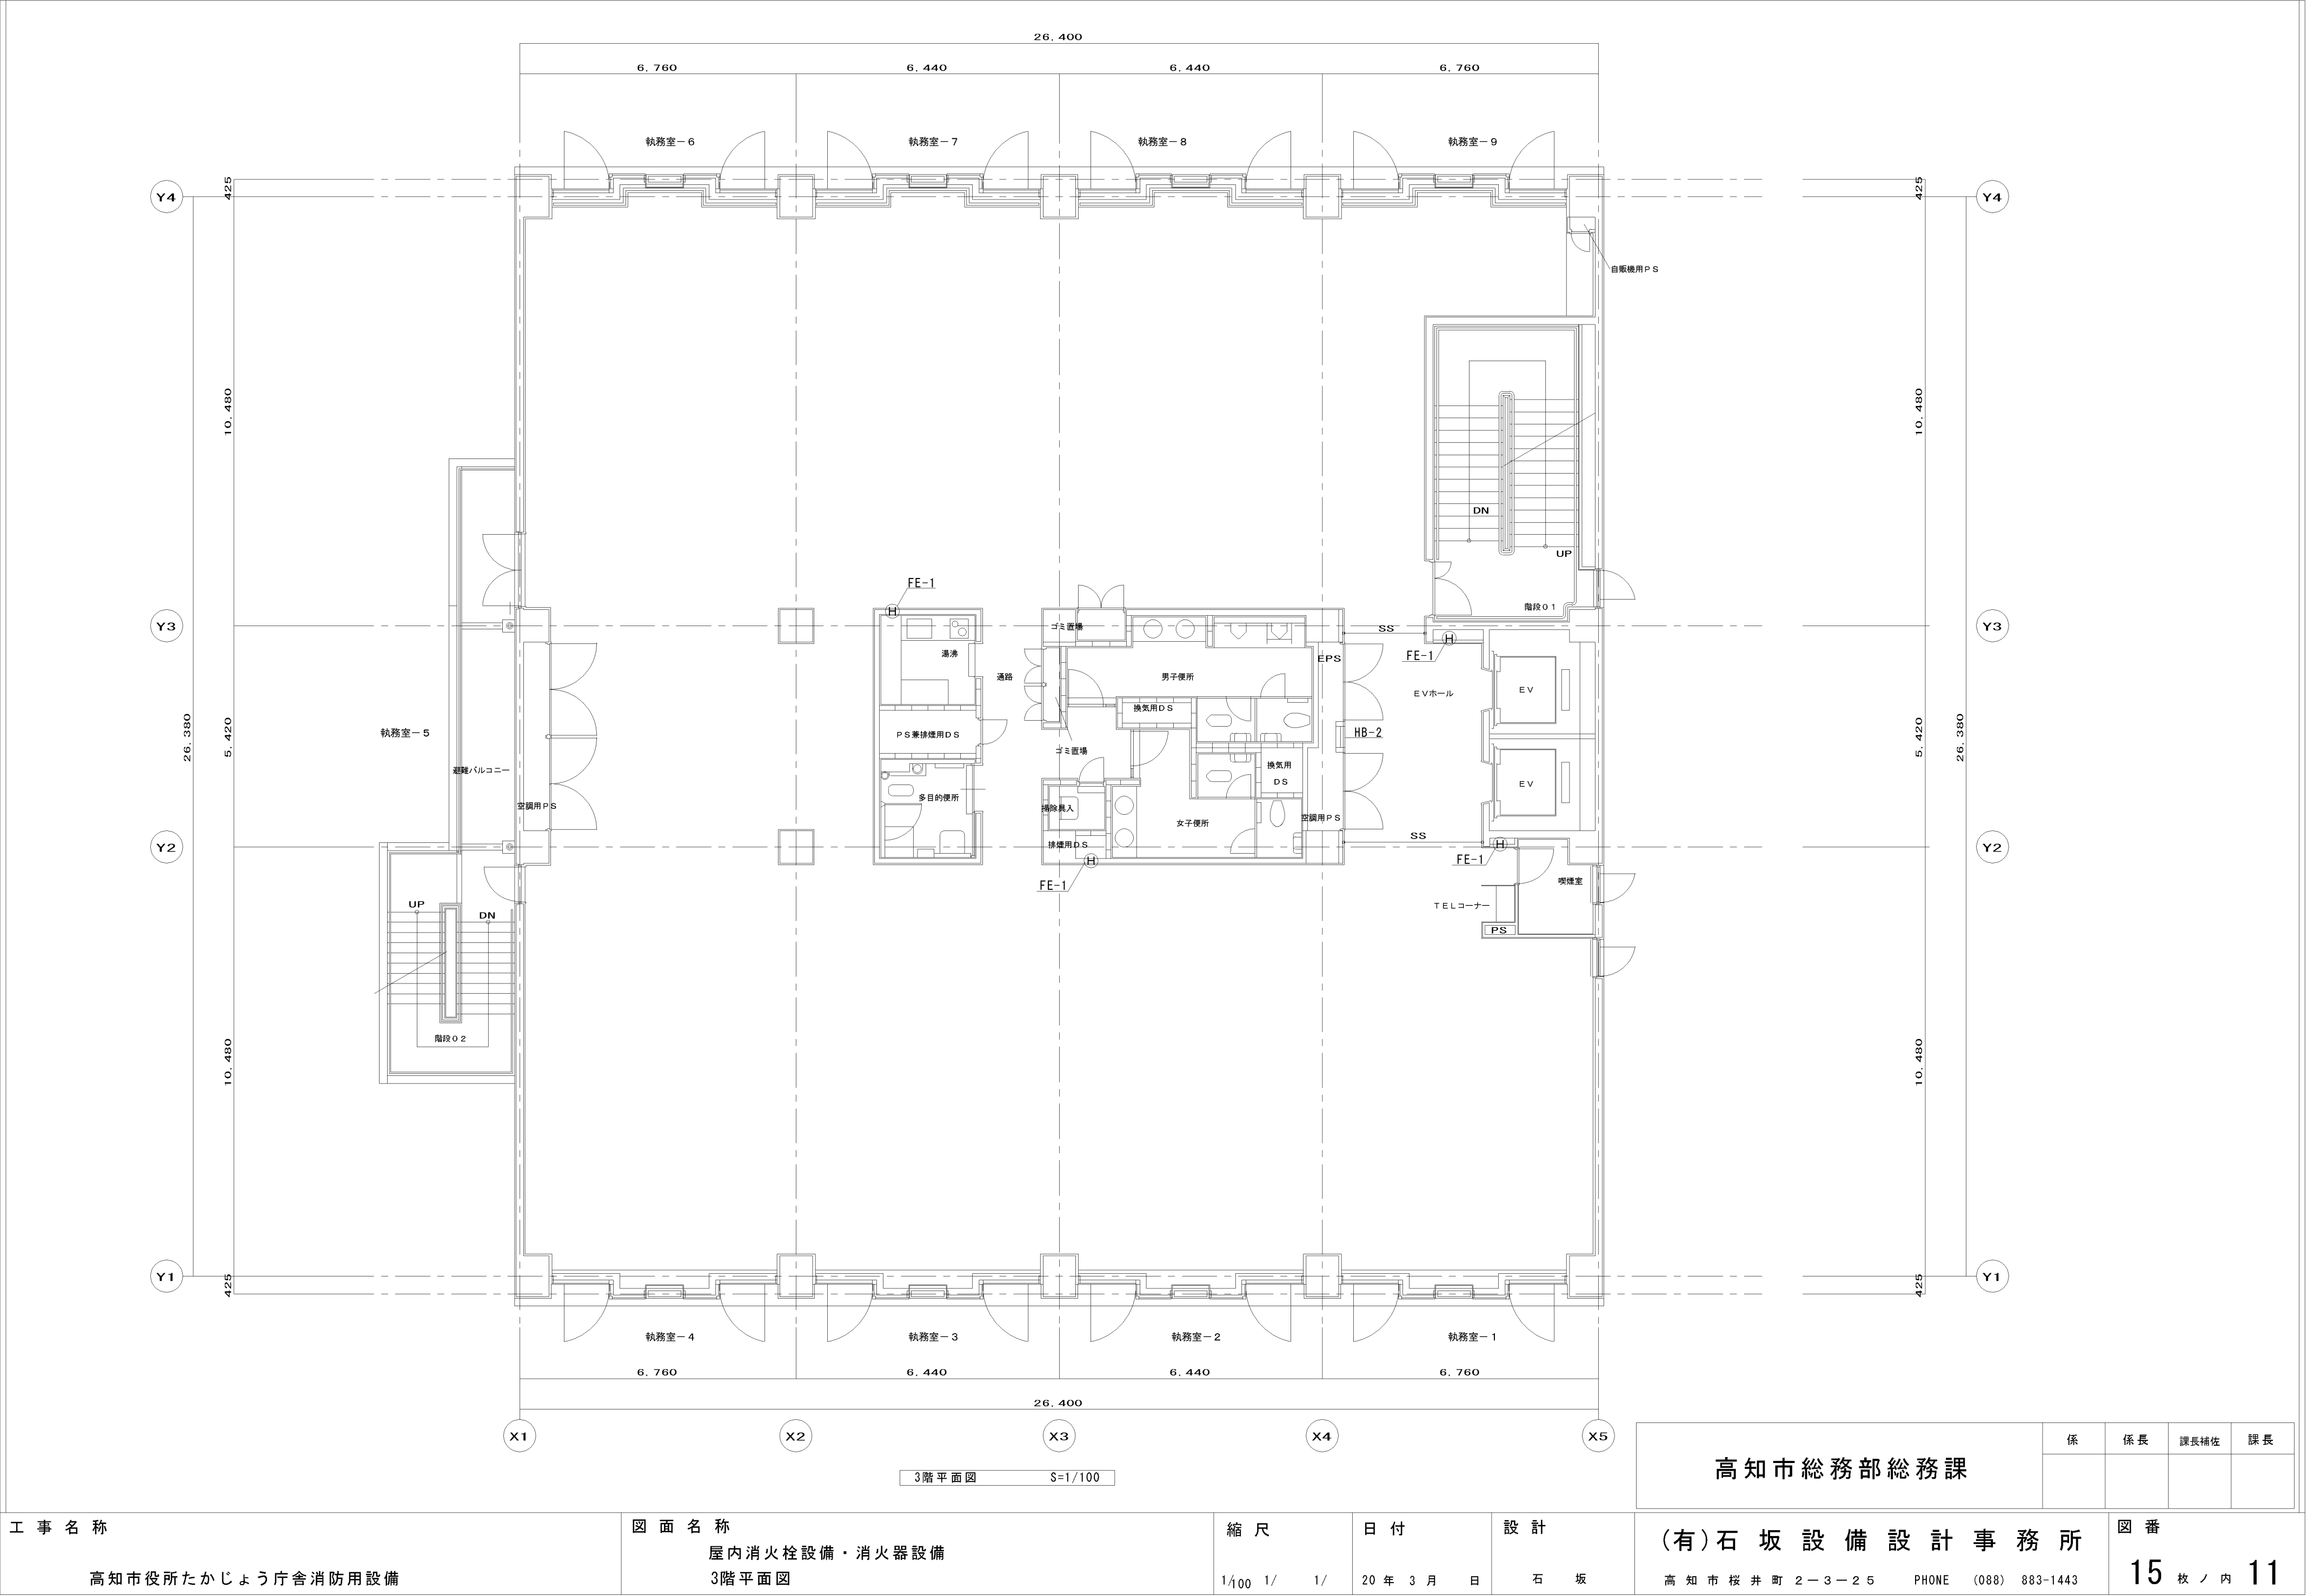 26,400
6,760 6,440 6,440 6,760
執務室－6 執務室－7 執務室－8 執務室－9
425
425
Y4
Y4
自販機用ＰＳ
10,480
10,480
DN
UP
階段０１
FE-1
Y3
Y3
ゴミ置場
SS
H
H
FE-1
湯沸
EPS
通路
男子便所
EVホール
EV
換気用ＤＳ
執務室－5
26,380
5,420
ＰＳ兼排煙用ＤＳ
HB-2
5,420
26,380
ゴミ置場
避難バルコニー
換気用
ＤＳ
EV
多目的便所
空調用ＰＳ
掃除具入
女子便所
空調用ＰＳ
SS
排煙用ＤＳ
Y2
Y2
H
H
FE-1
FE-1
喫煙室
UP
DN
ＴＥＬコーナー
PS
階段０２
10,480
10,480
Y1
Y1
425
425
執務室－4 執務室－3 執務室－2 執務室－1
6,760 6,440 6,440 6,760
26,400
X1 X2 X3 X4 X5
3階平面図 S=1/100
高知市総務部総務課
係 係長 課長補佐 課長
工事名称
高知市役所たかじょう庁舎消防用設備
図面名称
屋内消火栓設備・消火器設備
3階平面図
縮尺
1/100 1/ 1/
日付
20年 3月 日
設計
石 坂
(有)石坂設備設計事務所
高知市桜井町２－３－２５ PHONE (088) 883-1443
図番
15 枚ノ内 11